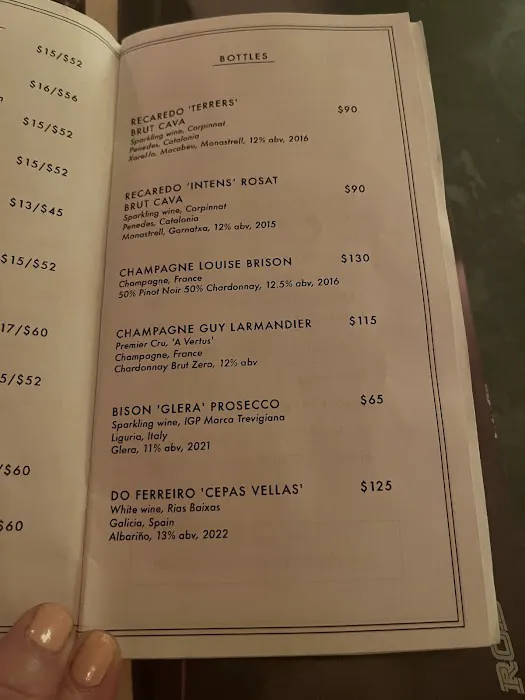 $15/$52
$16/$56
$15/$52
$15/$52
$13/$45
$15/$52
17/$60
5/$52
/$60
$60
BOTTLES
RECAREDO 'TERRERS' $90
BRUT CAVA
Sparkling wine, Corpinnat
Penedes, Catalonia
Xarel.lo, Macabeu, Monastrell, 12% abv, 2016
RECAREDO 'INTENS' ROSAT $90
BRUT CAVA
Sparkling wine, Corpinnat
Penedes, Catalonia
Monastrell, Garnatxa, 12% abv, 2015
CHAMPAGNE LOUISE BRISON $130
Champagne, France
50% Pinot Noir 50% Chardonnay, 12.5% abv, 2016
CHAMPAGNE GUY LARMANDIER $115
Premier Cru, 'A Vertus'
Champagne, France
Chardonnay Brut Zero, 12% abv
BISON 'GLERA' PROSECCO $65
Sparkling wine, IGP Marca Trevigiana
Liguria, Italy
Glera, 11% abv, 2021
DO FERREIRO 'CEPAS VELLAS' $125
White wine, Rias Baixas
Galicia, Spain
Albariño, 13% abv, 2022